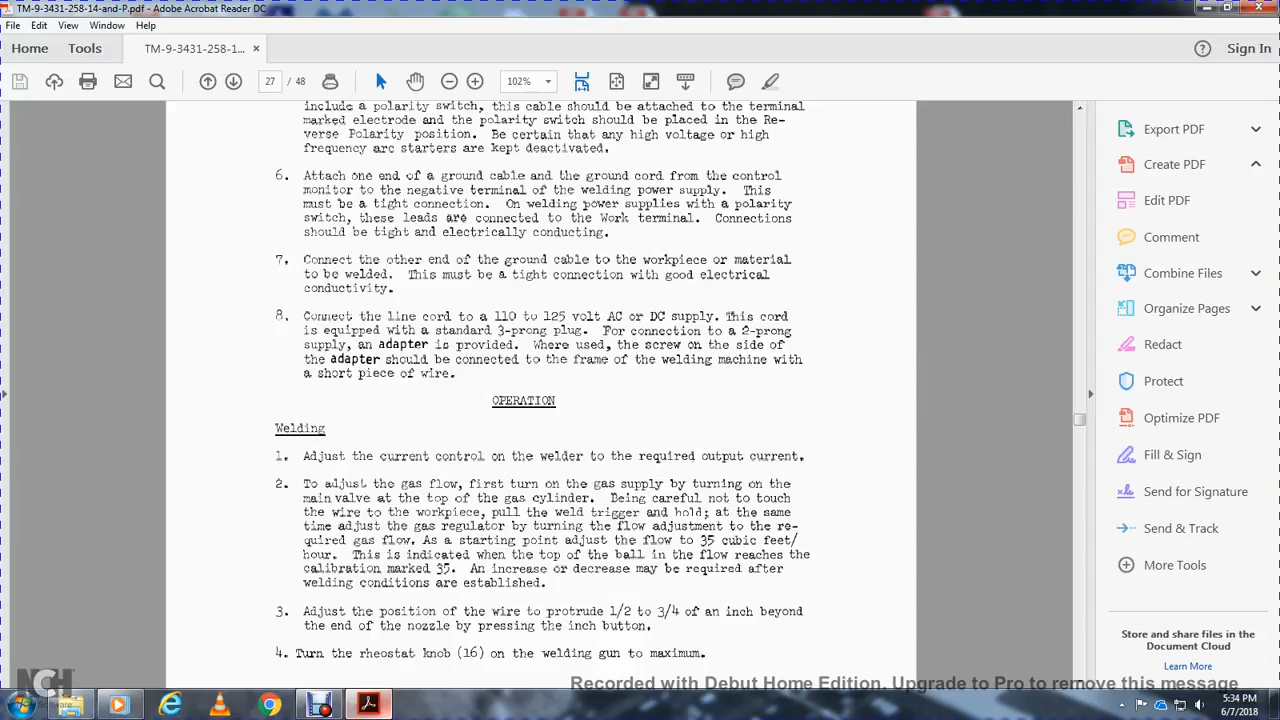 TM-9-3431-258-14-and-P.pdf - Adobe Acrobat Reader DC
File Edit View Window Help
Home Tools TM-9-3431-258-1... × Sign In
27 / 48 102%
include a polarity switch, this cable should be attached to the terminal
marked electrode and the polarity switch should be placed in the Re-
verse Polarity position. Be certain that any high voltage or high
frequency arc starters are kept deactivated.
6. Attach one end of a ground cable and the ground cord from the control
monitor to the negative terminal of the welding power supply. This
must be a tight connection. On welding power supplies with a polarity
switch, these leads are connected to the Work terminal. Connections
should be tight and electrically conducting.
7. Connect the other end of the ground cable to the workpiece or material
to be welded. This must be a tight connection with good electrical
conductivity.
8. Connect the line cord to a 110 to 125 volt AC or DC supply. This cord
is equipped with a standard 3-prong plug. For connection to a 2-prong
supply, an adapter is provided. Where used, the screw on the side of
the adapter should be connected to the frame of the welding machine with
a short piece of wire.
OPERATION
Welding
1. Adjust the current control on the welder to the required output current.
2. To adjust the gas flow, first turn on the gas supply by turning on the
main valve at the top of the gas cylinder. Being careful not to touch
the wire to the workpiece, pull the weld trigger and hold; at the same
time adjust the gas regulator by turning the flow adjustment to the re-
quired gas flow. As a starting point adjust the flow to 35 cubic feet/
hour. This is indicated when the top of the ball in the flow reaches the
calibration marked 35. An increase or decrease may be required after
welding conditions are established.
3. Adjust the position of the wire to protrude 1/2 to 3/4 of an inch beyond
the end of the nozzle by pressing the inch button.
4. Turn the rheostat knob (16) on the welding gun to maximum.
Export PDF
Create PDF
Edit PDF
Comment
Combine Files
Organize Pages
Redact
Protect
Optimize PDF
Fill & Sign
Send for Signature
Send & Track
More Tools
Store and share files in the
Document Cloud
Learn More
NCH
Software
Recorded with Debut Home Edition. Upgrade to Pro to remove this message
5:34 PM
6/7/2018